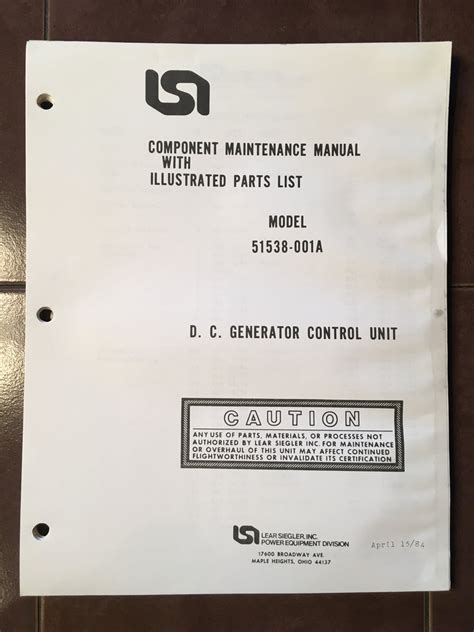 LSI
COMPONENT MAINTENANCE MANUAL
WITH
ILLUSTRATED PARTS LIST
MODEL
51538-001A
D. C. GENERATOR CONTROL UNIT
CAUTION
ANY USE OF PARTS, MATERIALS, OR PROCESSES NOT
AUTHORIZED BY LEAR SIEGLER INC. FOR MAINTENANCE
OR OVERHAUL OF THIS UNIT MAY AFFECT CONTINUED
FLIGHTWORTHINESS OR INVALIDATE ITS CERTIFICATION
LSI LEAR SIEGLER, INC.
POWER EQUIPMENT DIVISION
17600 BROADWAY AVE.
MAPLE HEIGHTS, OHIO 44137
April 15/84